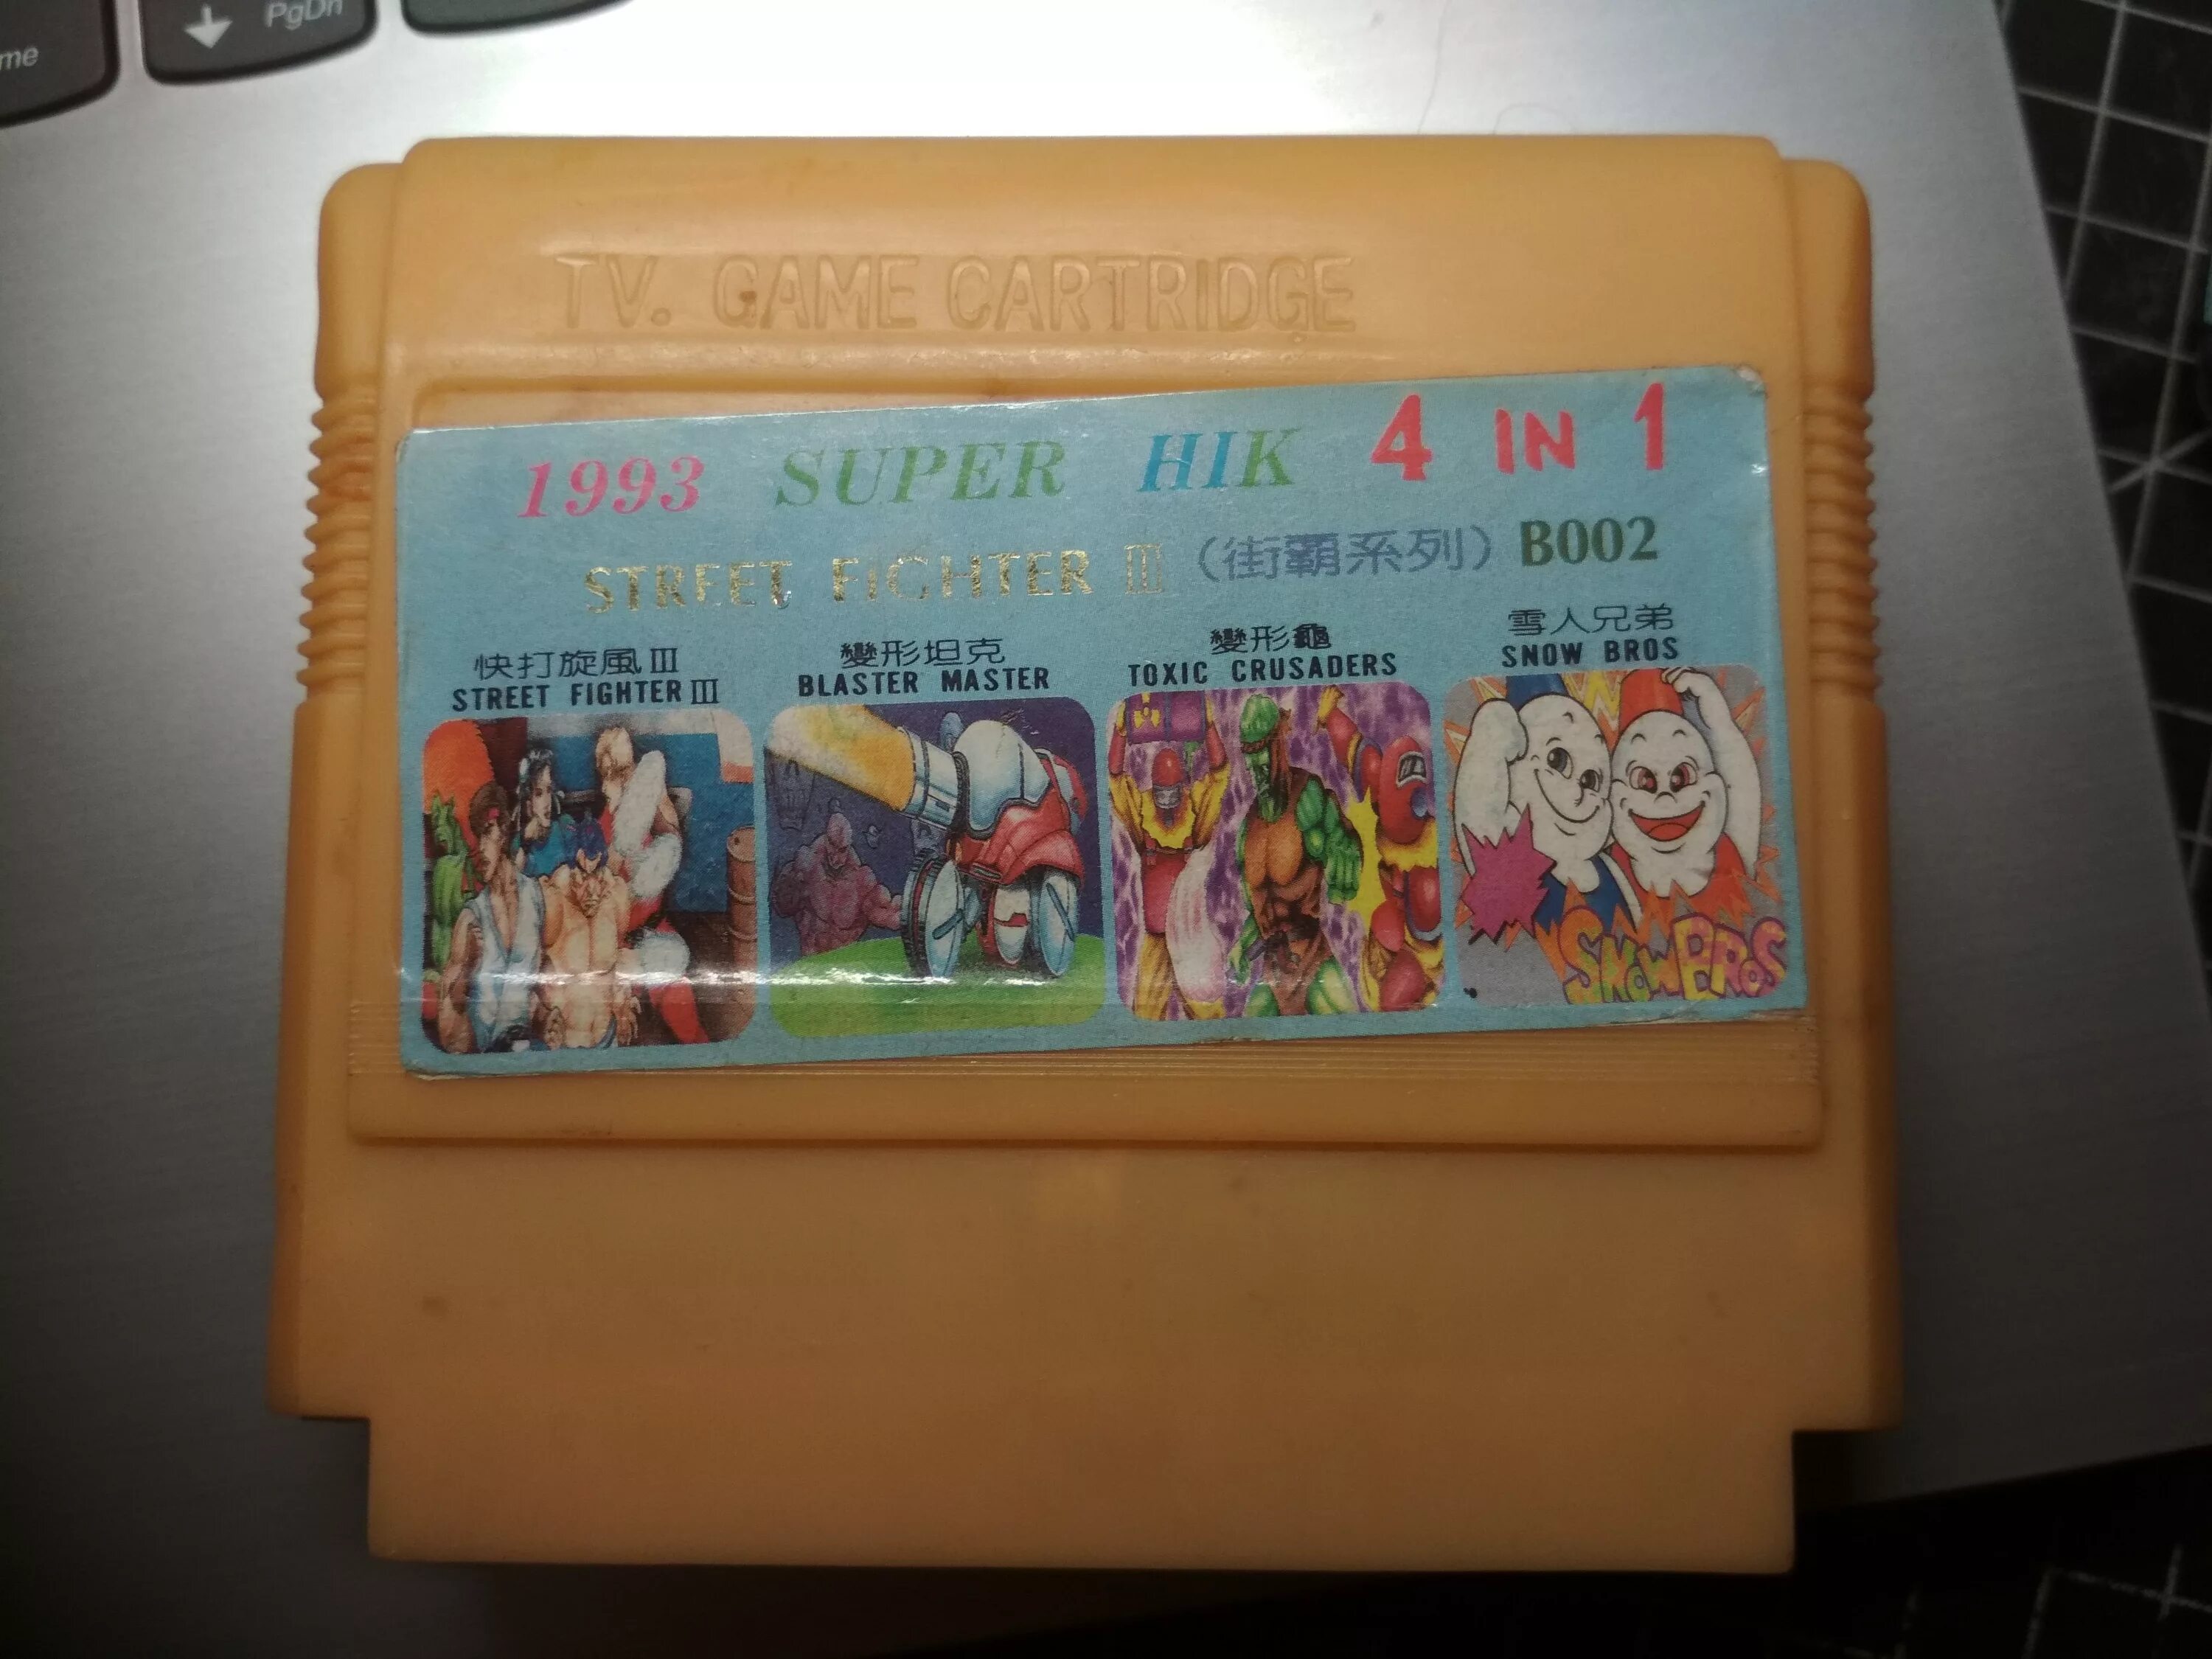 PgDn
me
TV. GAME CARTRIDGE
1993 SUPER HIK 4 IN 1
STREET FIGHTER III (街霸系列) B002
快打旋風III
STREET FIGHTER III
變形坦克
BLASTER MASTER
變形龜
TOXIC CRUSADERS
雪人兄弟
SNOW BROS
SNOW BROS